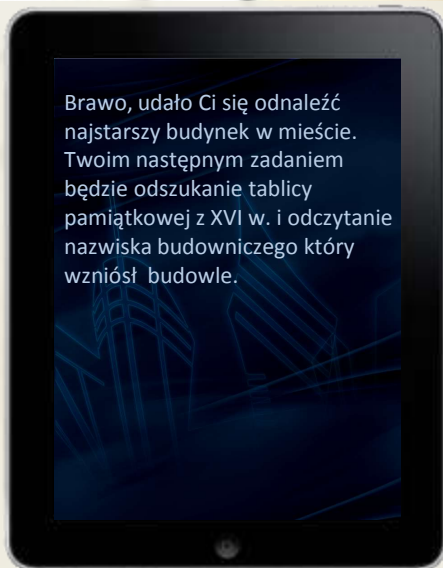 Brawo, udało Ci się odnaleźć
najstarszy budynek w mieście.
Twoim następnym zadaniem
będzie odszukanie tablicy
pamiątkowej z XVI w. i odczytanie
nazwiska budowniczego który
wzniósł  budowle.